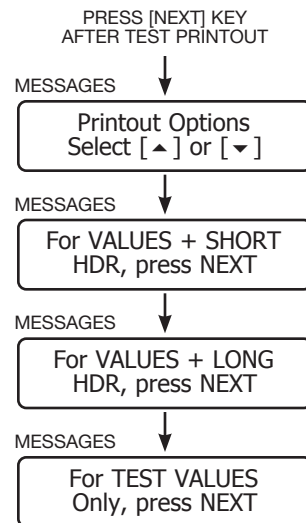 PRESS [NEXT] KEY
AFTER TEST PRINTOUT
MESSAGES
Printout Options
Select [ ▲ ] or [ ▼ ]
MESSAGES
For VALUES + SHORT
HDR, press NEXT
MESSAGES
For VALUES + LONG
HDR, press NEXT
MESSAGES
For TEST VALUES
Only, press NEXT